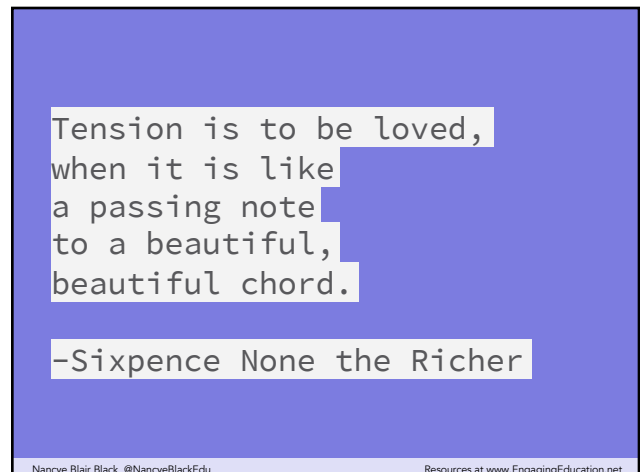 Tension is to be loved,
when it is like
a passing note
to a beautiful,
beautiful chord.
-Sixpence None the Richer
Nancye Blair Black @NancyeBlackEdu Resources at www.EngagingEducation.net